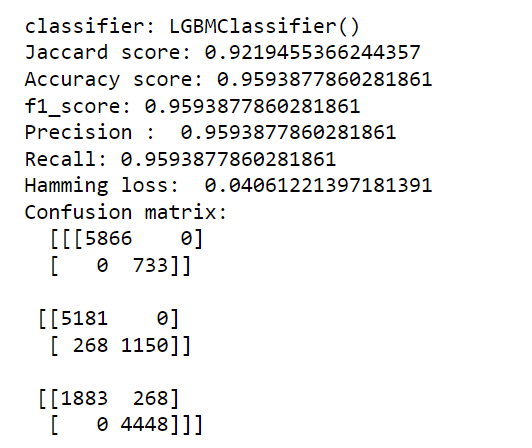 classifier: LGBMClassifier()
Jaccard score: 0.9219455366244357
Accuracy score: 0.9593877860281861
f1_score: 0.9593877860281861
Precision :  0.9593877860281861
Recall: 0.9593877860281861
Hamming loss:  0.04061221397181391
Confusion matrix:
  [[[5866    0]
  [   0  733]]

 [[5181    0]
  [ 268 1150]]

 [[1883  268]
  [   0 4448]]]